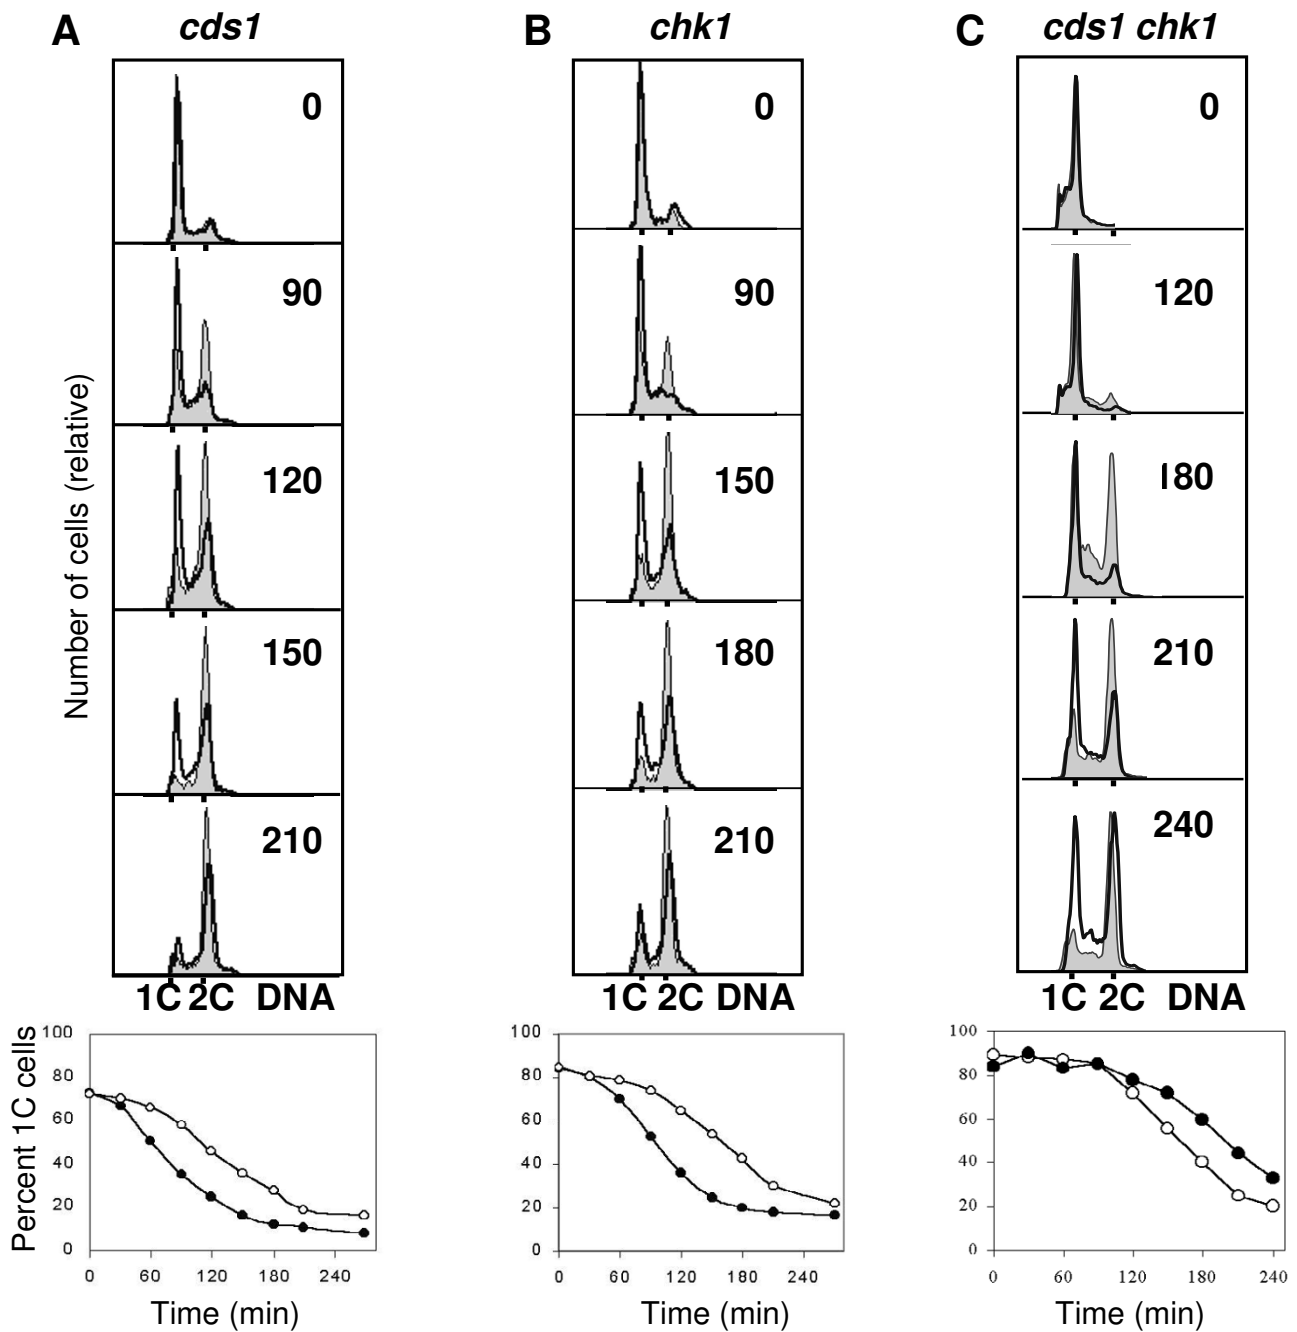 A cds1
0
90
120
150
210
1C 2C DNA
Number of cells (relative)
B chk1
0
90
150
180
210
1C 2C DNA
C cds1 chk1
0
120
180
210
240
1C 2C DNA
Percent 1C cells
100
80
60
40
20
0
0 60 120 180 240
Time (min)
100
80
60
40
20
0
0 60 120 180 240
Time (min)
100
80
60
40
20
0
0 60 120 180 240
Time (min)